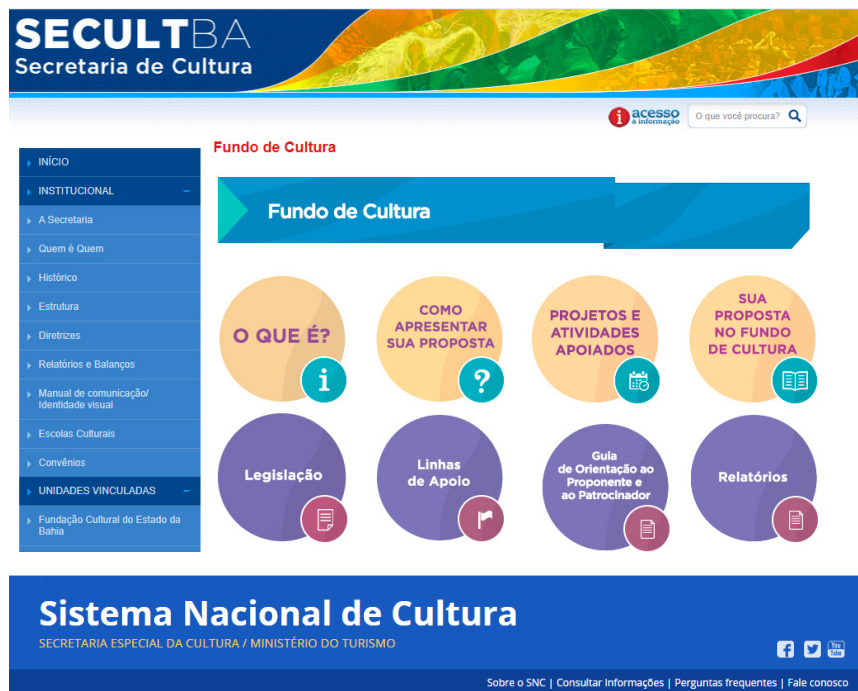 SECULTBA
Secretaria de Cultura
acesso
à informação
O que você procura?
Fundo de Cultura
INÍCIO
INSTITUCIONAL
A Secretaria
Quem é Quem
Histórico
Estrutura
Diretrizes
Relatórios e Balanços
Manual de comunicação/
Identidade visual
Escolas Culturais
Convênios
UNIDADES VINCULADAS
Fundação Cultural do Estado da
Bahia
Fundo de Cultura
O QUE É?
COMO
APRESENTAR
SUA PROPOSTA
PROJETOS E
ATIVIDADES
APOIADOS
SUA
PROPOSTA
NO FUNDO
DE CULTURA
Legislação
Linhas
de Apoio
Guia
de Orientação ao
Proponente e
ao Patrocinador
Relatórios
Sistema Nacional de Cultura
SECRETARIA ESPECIAL DA CULTURA / MINISTÉRIO DO TURISMO
You
Tube
Sobre o SNC | Consultar Informações | Perguntas frequentes | Fale conosco